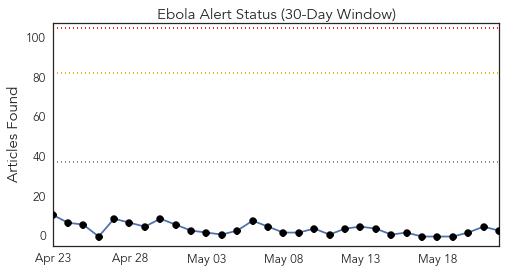 Ebola Alert Status (30-Day Window)
Articles Found
100
80
60
40
20
0
Apr 23 Apr 28 May 03 May 08 May 13 May 18